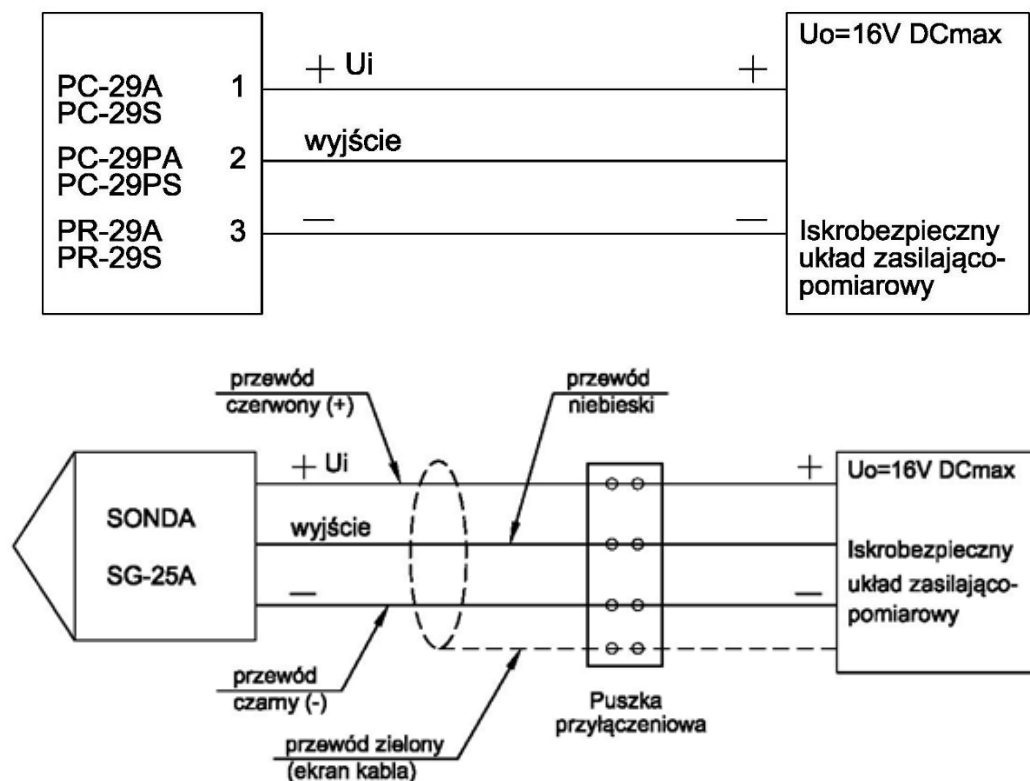 PC-29A 1
PC-29S
PC-29PA 2
PC-29PS
PR-29A 3
PR-29S
+ Ui
wyjście
—
+
—
Uo=16V DCmax
Iskrobezpieczny
układ zasilająco-
pomiarowy
przewód
czerwony (+)
przewód
niebieski
SONDA
SG-25A
+ Ui
wyjście
—
+
—
Uo=16V DCmax
Iskrobezpieczny
układ zasilająco-
pomiarowy
przewód
czarny (-)
przewód zielony
(ekran kabla)
Puszka
przyłączeniowa